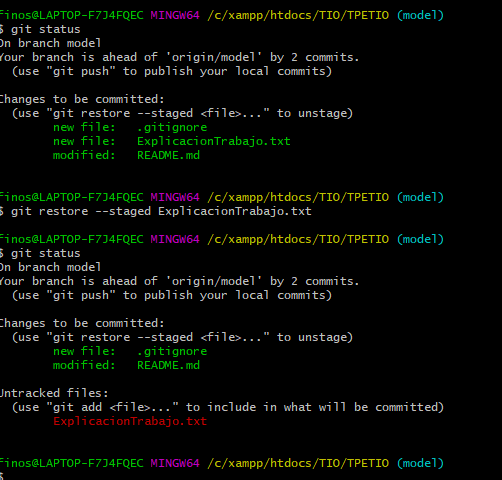 finos@LAPTOP-F7J4FQEC MINGW64 /c/xampp/htdocs/TIO/TPETIO (model)
$ git status
On branch model
Your branch is ahead of 'origin/model' by 2 commits.
  (use "git push" to publish your local commits)

Changes to be committed:
  (use "git restore --staged <file>..." to unstage)
        new file:   .gitignore
        new file:   ExplicacionTrabajo.txt
        modified:   README.md

finos@LAPTOP-F7J4FQEC MINGW64 /c/xampp/htdocs/TIO/TPETIO (model)
$ git restore --staged ExplicacionTrabajo.txt

finos@LAPTOP-F7J4FQEC MINGW64 /c/xampp/htdocs/TIO/TPETIO (model)
$ git status
On branch model
Your branch is ahead of 'origin/model' by 2 commits.
  (use "git push" to publish your local commits)

Changes to be committed:
  (use "git restore --staged <file>..." to unstage)
        new file:   .gitignore
        modified:   README.md

Untracked files:
  (use "git add <file>..." to include in what will be committed)
        ExplicacionTrabajo.txt

finos@LAPTOP-F7J4FQEC MINGW64 /c/xampp/htdocs/TIO/TPETIO (model)
$